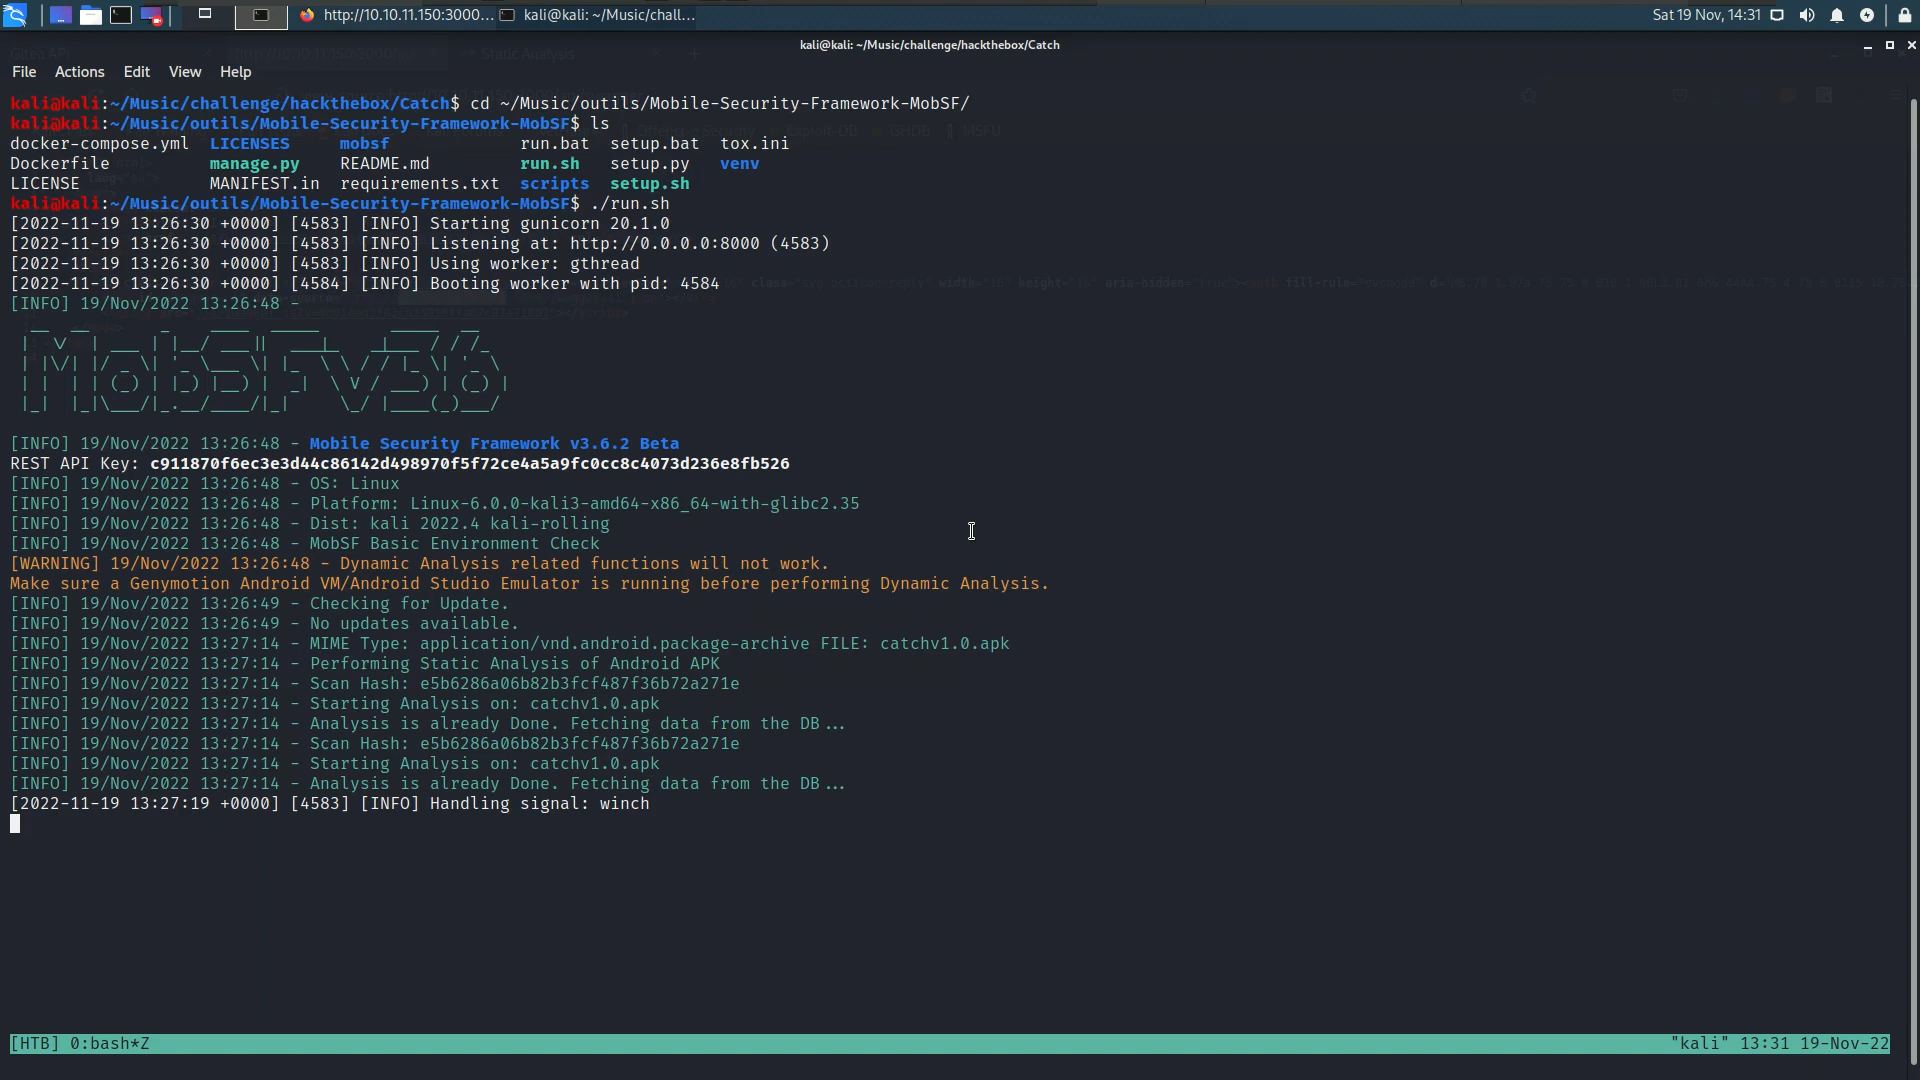 http://10.10.11.150:3000... kali@kali: ~/Music/chall... Sat 19 Nov, 14:31
kali@kali: ~/Music/challenge/hackthebox/Catch
File Actions Edit View Help
kali@kali:~/Music/challenge/hackthebox/Catch$ cd ~/Music/outils/Mobile-Security-Framework-MobSF/
kali@kali:~/Music/outils/Mobile-Security-Framework-MobSF$ ls
docker-compose.yml LICENSES mobsf run.bat setup.bat tox.ini
Dockerfile manage.py README.md run.sh setup.py venv
LICENSE MANIFEST.in requirements.txt scripts setup.sh
kali@kali:~/Music/outils/Mobile-Security-Framework-MobSF$ ./run.sh
[2022-11-19 13:26:30 +0000] [4583] [INFO] Starting gunicorn 20.1.0
[2022-11-19 13:26:30 +0000] [4583] [INFO] Listening at: http://0.0.0.0:8000 (4583)
[2022-11-19 13:26:30 +0000] [4583] [INFO] Using worker: gthread
[2022-11-19 13:26:30 +0000] [4584] [INFO] Booting worker with pid: 4584
[INFO] 19/Nov/2022 13:26:48 -
MobSFv3.6
[INFO] 19/Nov/2022 13:26:48 - Mobile Security Framework v3.6.2 Beta
REST API Key: c911870f6ec3e3d44c86142d498970f5f72ce4a5a9fc0cc8c4073d236e8fb526
[INFO] 19/Nov/2022 13:26:48 - OS: Linux
[INFO] 19/Nov/2022 13:26:48 - Platform: Linux-6.0.0-kali3-amd64-x86_64-with-glibc2.35
[INFO] 19/Nov/2022 13:26:48 - Dist: kali 2022.4 kali-rolling
[INFO] 19/Nov/2022 13:26:48 - MobSF Basic Environment Check
[WARNING] 19/Nov/2022 13:26:48 - Dynamic Analysis related functions will not work.
Make sure a Genymotion Android VM/Android Studio Emulator is running before performing Dynamic Analysis.
[INFO] 19/Nov/2022 13:26:49 - Checking for Update.
[INFO] 19/Nov/2022 13:26:49 - No updates available.
[INFO] 19/Nov/2022 13:27:14 - MIME Type: application/vnd.android.package-archive FILE: catchv1.0.apk
[INFO] 19/Nov/2022 13:27:14 - Performing Static Analysis of Android APK
[INFO] 19/Nov/2022 13:27:14 - Scan Hash: e5b6286a06b82b3fcf487f36b72a271e
[INFO] 19/Nov/2022 13:27:14 - Starting Analysis on: catchv1.0.apk
[INFO] 19/Nov/2022 13:27:14 - Analysis is already Done. Fetching data from the DB...
[INFO] 19/Nov/2022 13:27:14 - Scan Hash: e5b6286a06b82b3fcf487f36b72a271e
[INFO] 19/Nov/2022 13:27:14 - Starting Analysis on: catchv1.0.apk
[INFO] 19/Nov/2022 13:27:14 - Analysis is already Done. Fetching data from the DB...
[2022-11-19 13:27:19 +0000] [4583] [INFO] Handling signal: winch
[HTB] 0:bash*Z "kali" 13:31 19-Nov-22